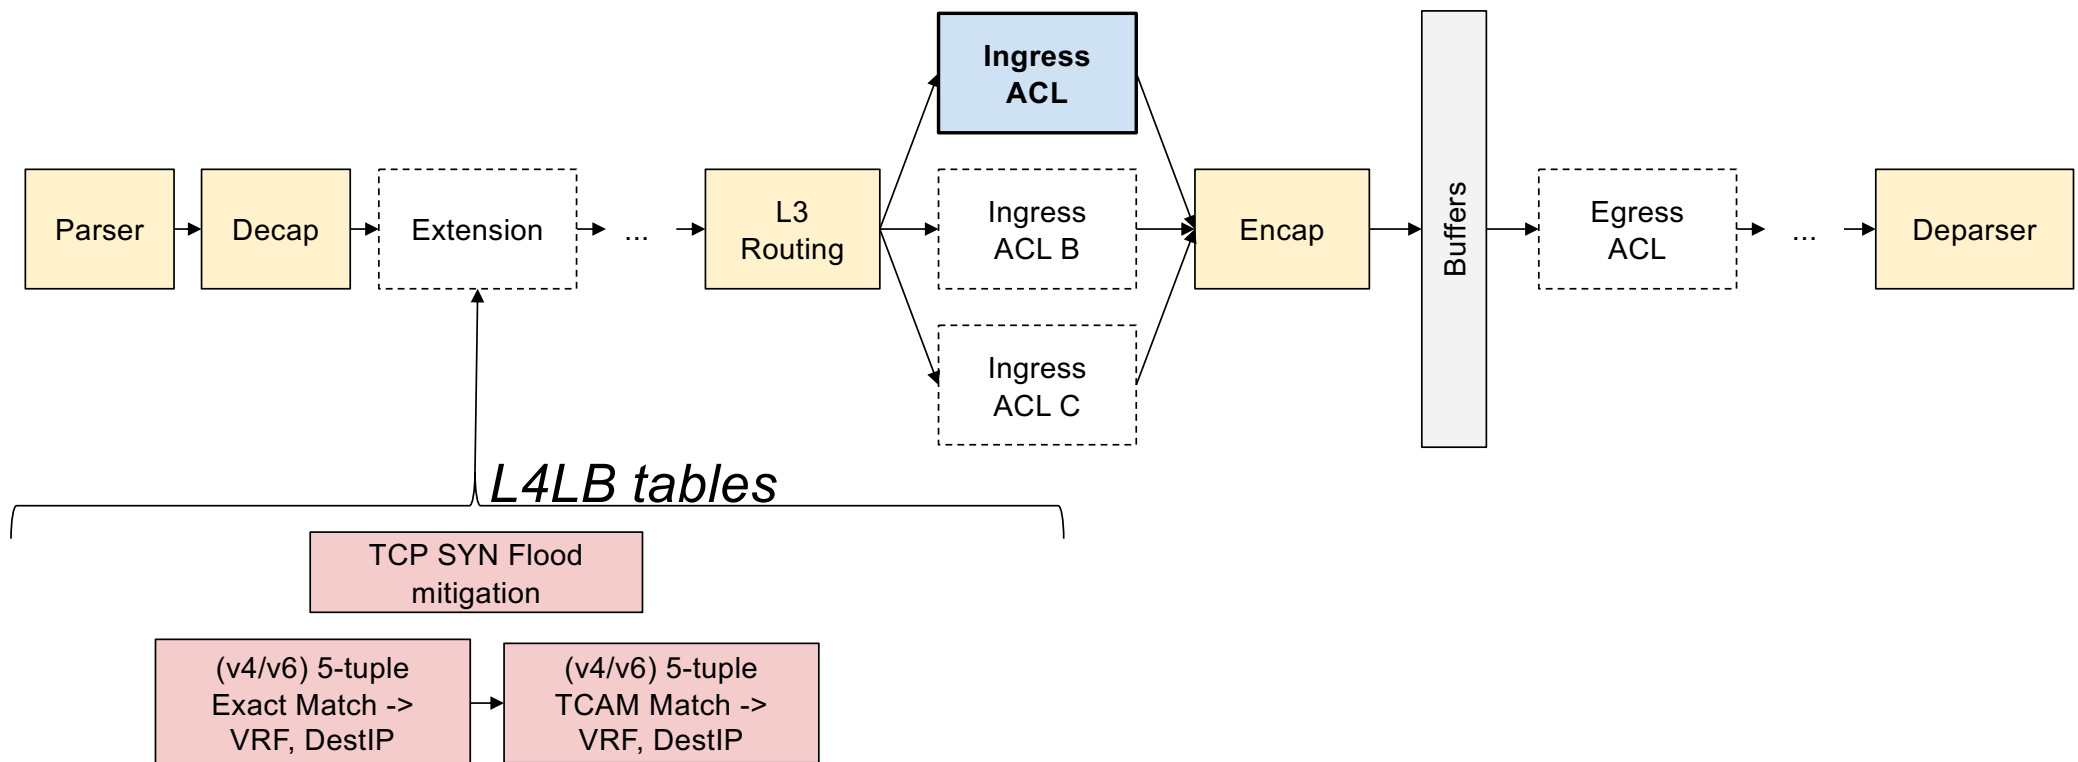 Ingress
ACL
Parser
Decap
Extension
...
L3
Routing
Ingress
ACL B
Encap
Buffers
Egress
ACL
...
Deparser
Ingress
ACL C
L4LB tables
TCP SYN Flood
mitigation
(v4/v6) 5-tuple
Exact Match ->
VRF, DestIP
(v4/v6) 5-tuple
TCAM Match ->
VRF, DestIP